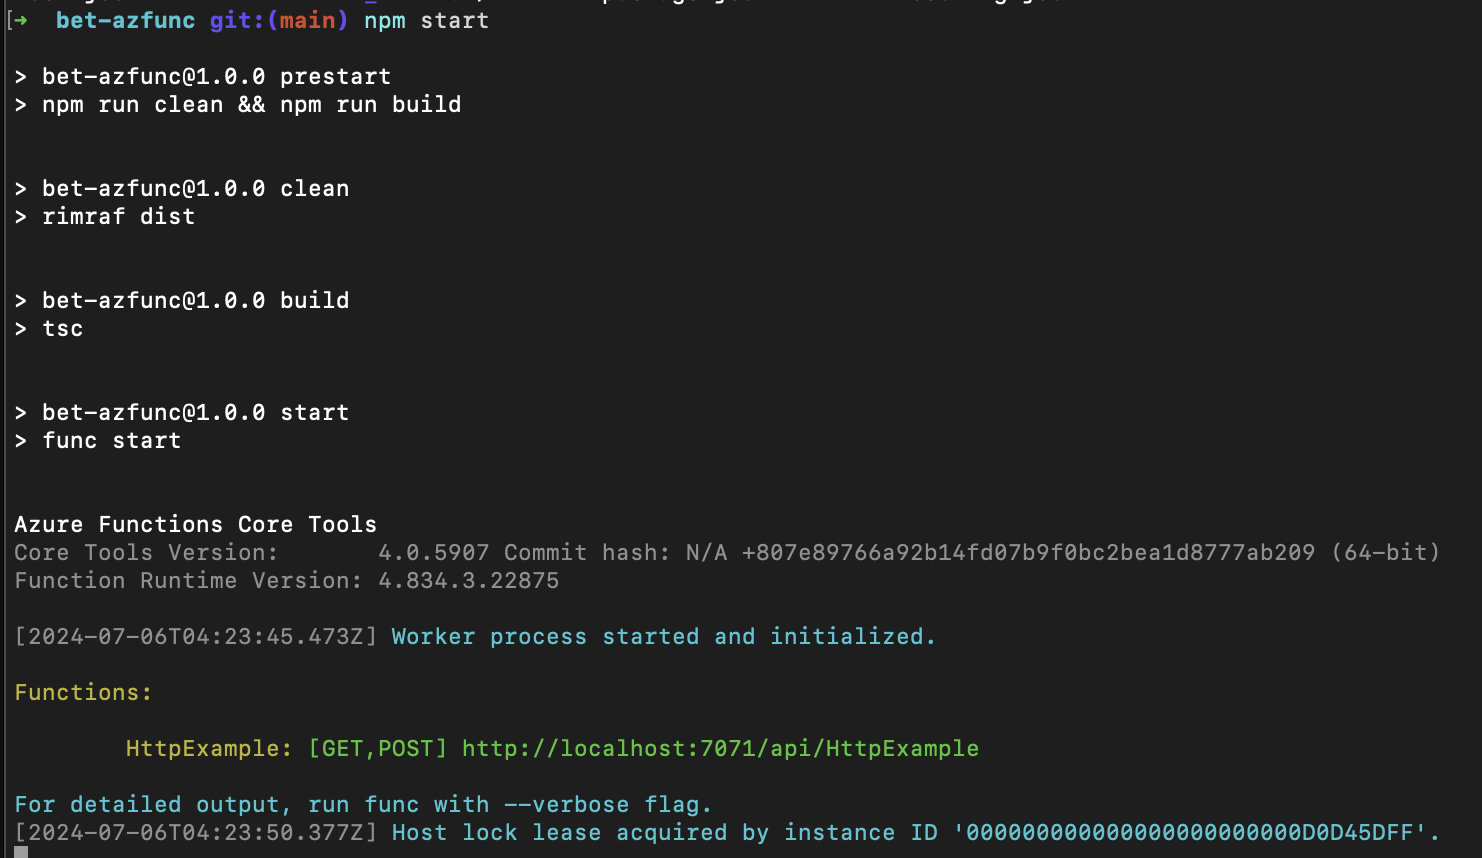 [→ bet-azfunc git:(main) npm start
> bet-azfunc@1.0.0 prestart
> npm run clean && npm run build
> bet-azfunc@1.0.0 clean
> rimraf dist
> bet-azfunc@1.0.0 build
> tsc
> bet-azfunc@1.0.0 start
> func start
Azure Functions Core Tools
Core Tools Version:       4.0.5907 Commit hash: N/A +807e89766a92b14fd07b9f0bc2bea1d8777ab209 (64-bit)
Function Runtime Version: 4.834.3.22875
[2024-07-06T04:23:45.473Z] Worker process started and initialized.
Functions:
HttpExample: [GET,POST] http://localhost:7071/api/HttpExample
For detailed output, run func with --verbose flag.
[2024-07-06T04:23:50.377Z] Host lock lease acquired by instance ID '000000000000000000000000D0D45DFF'.